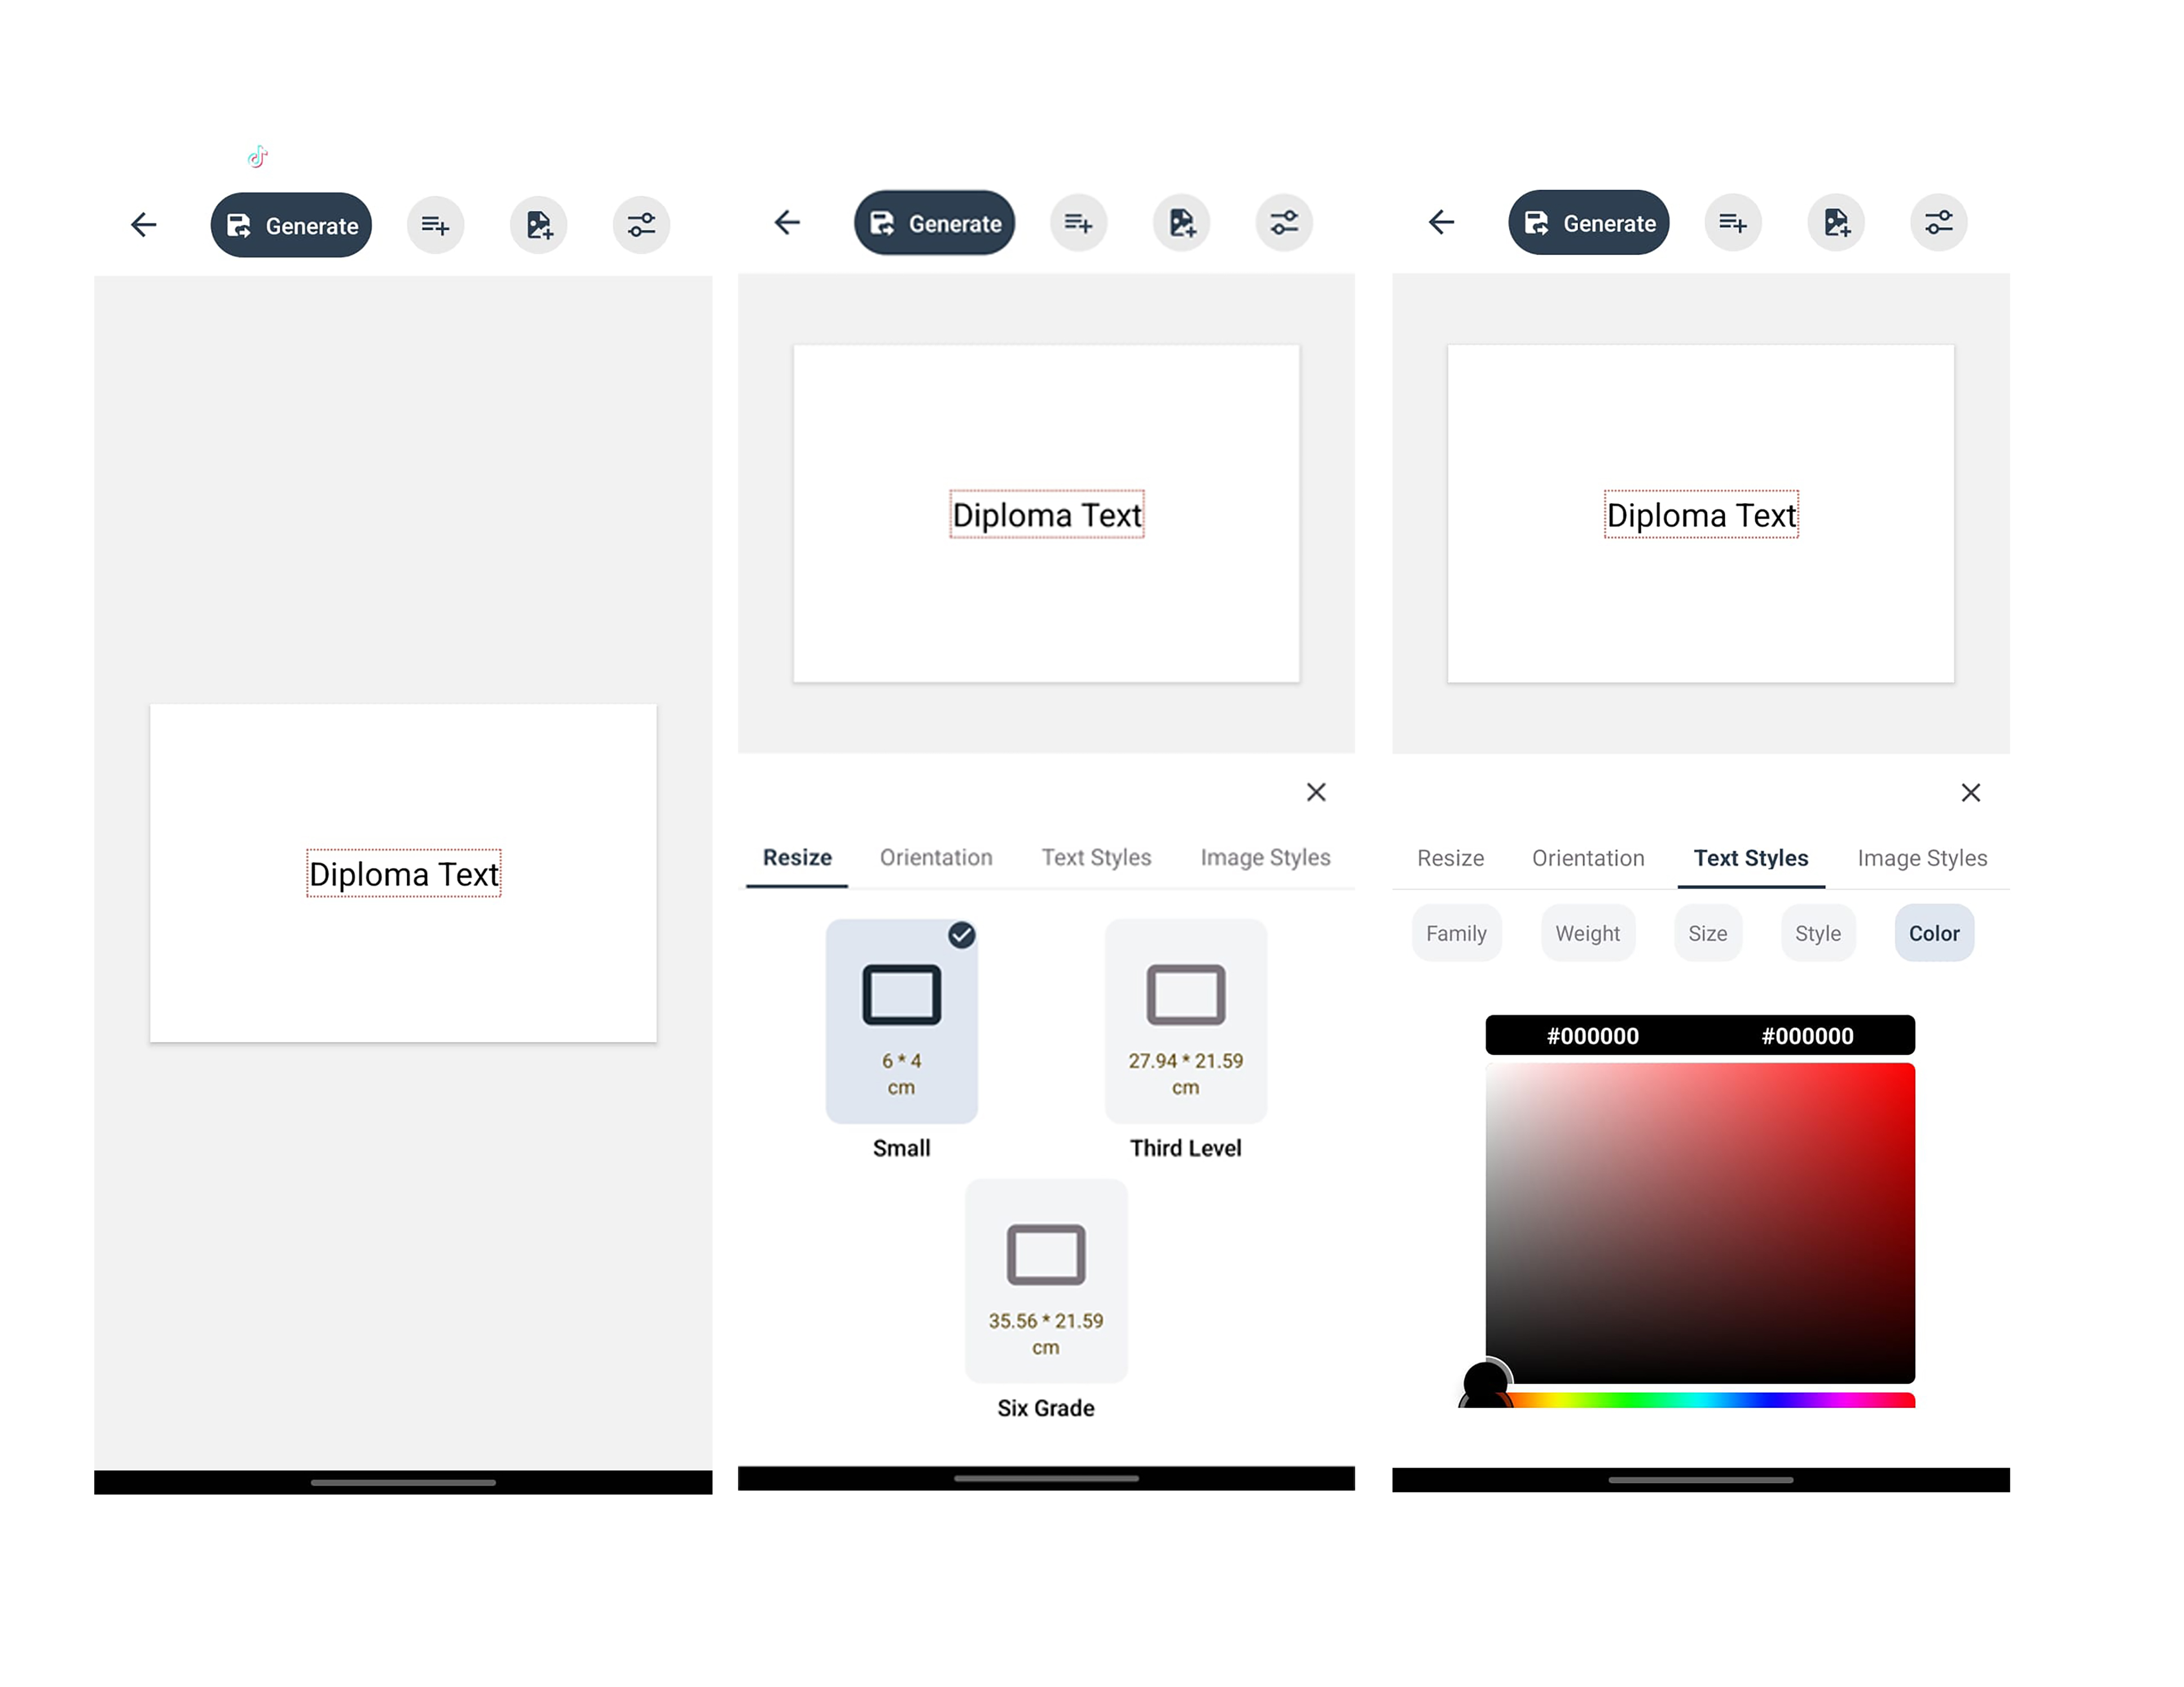 Generate
Diploma Text
Generate
Diploma Text
Resize Orientation Text Styles Image Styles
6 * 4
cm
Small
27.94 * 21.59
cm
Third Level
35.56 * 21.59
cm
Six Grade
Generate
Diploma Text
Resize Orientation Text Styles Image Styles
Family Weight Size Style Color
#000000 #000000